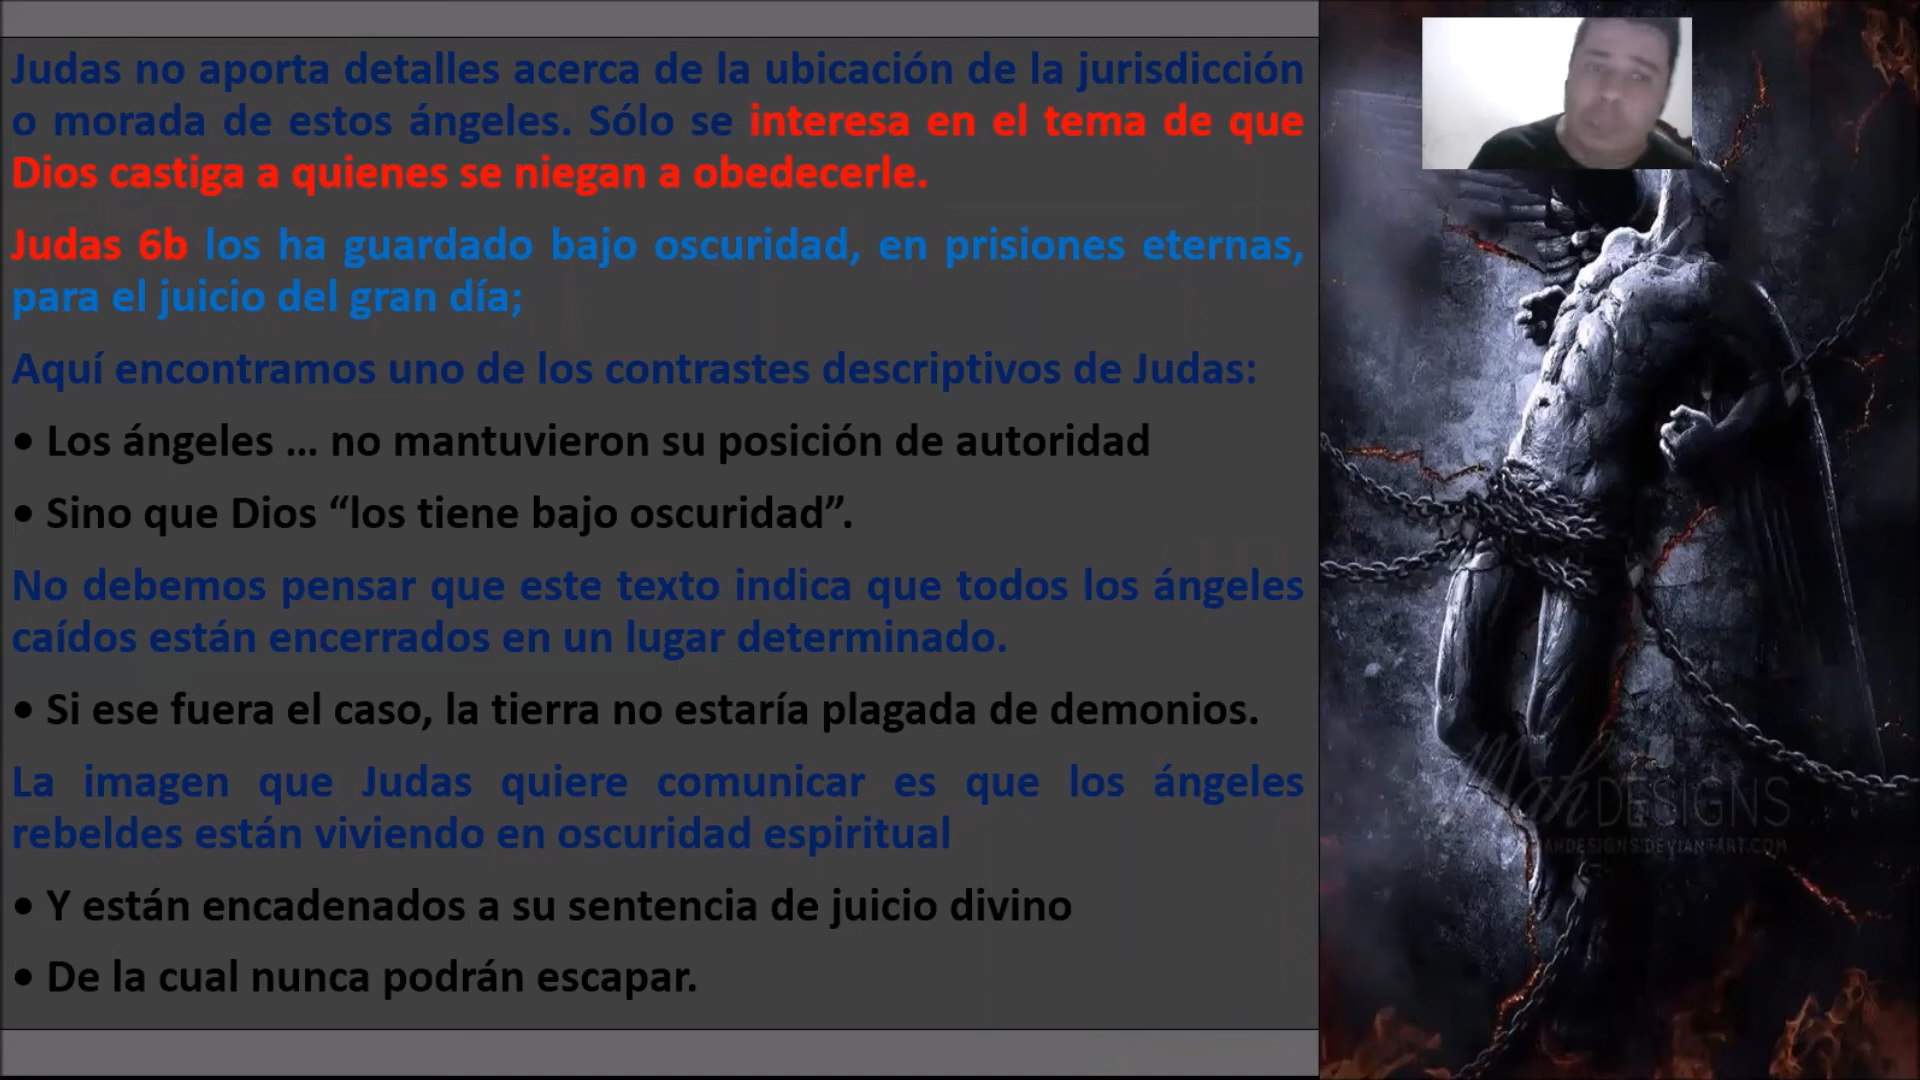 Judas no aporta detalles acerca de la ubicación de la jurisdicción
o morada de estos ángeles. Sólo se interesa en el tema de que
Dios castiga a quienes se niegan a obedecerle.
Judas 6b los ha guardado bajo oscuridad, en prisiones eternas,
para el juicio del gran día;
Aquí encontramos uno de los contrastes descriptivos de Judas:
• Los ángeles ... no mantuvieron su posición de autoridad
• Sino que Dios “los tiene bajo oscuridad”.
No debemos pensar que este texto indica que todos los ángeles
caídos están encerrados en un lugar determinado.
• Si ese fuera el caso, la tierra no estaría plagada de demonios.
La imagen que Judas quiere comunicar es que los ángeles
rebeldes están viviendo en oscuridad espiritual
• Y están encadenados a su sentencia de juicio divino
• De la cual nunca podrán escapar.
Mah DESIGNS
MAHDESIGNS.DEVIANTART.COM